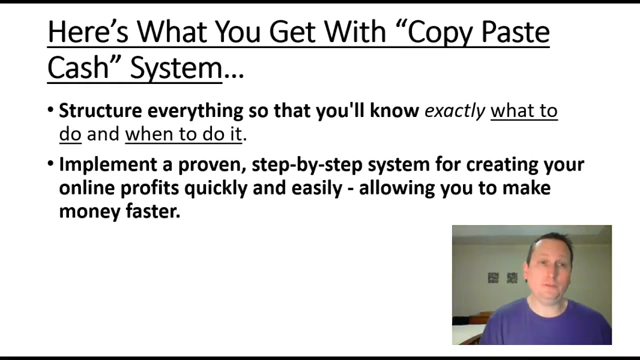 Here’s What You Get With “Copy Paste
Cash” System…
• Structure everything so that you'll know exactly what to
do and when to do it.
• Implement a proven, step-by-step system for creating your
online profits quickly and easily - allowing you to make
money faster.